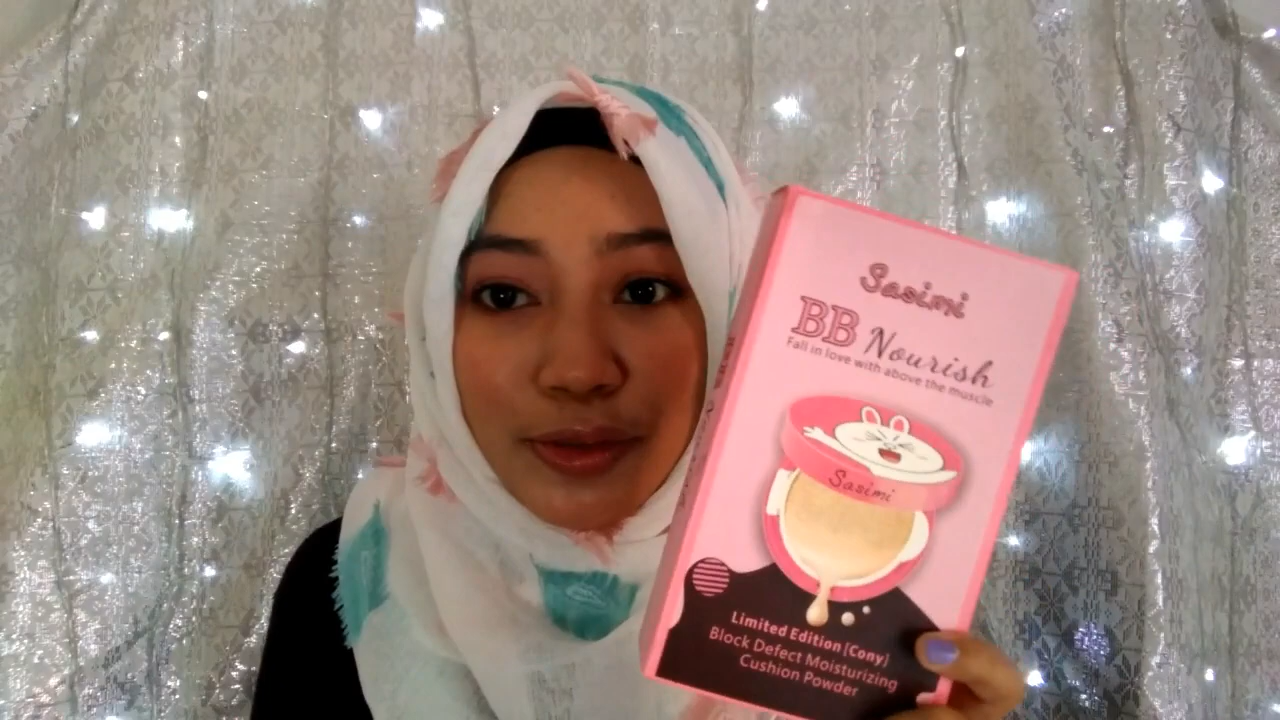 Sasimi
BB Nourish
Fall in love with above the muscle
Sasimi
Limited Edition [Cony]
Block Defect Moisturizing
Cushion Powder